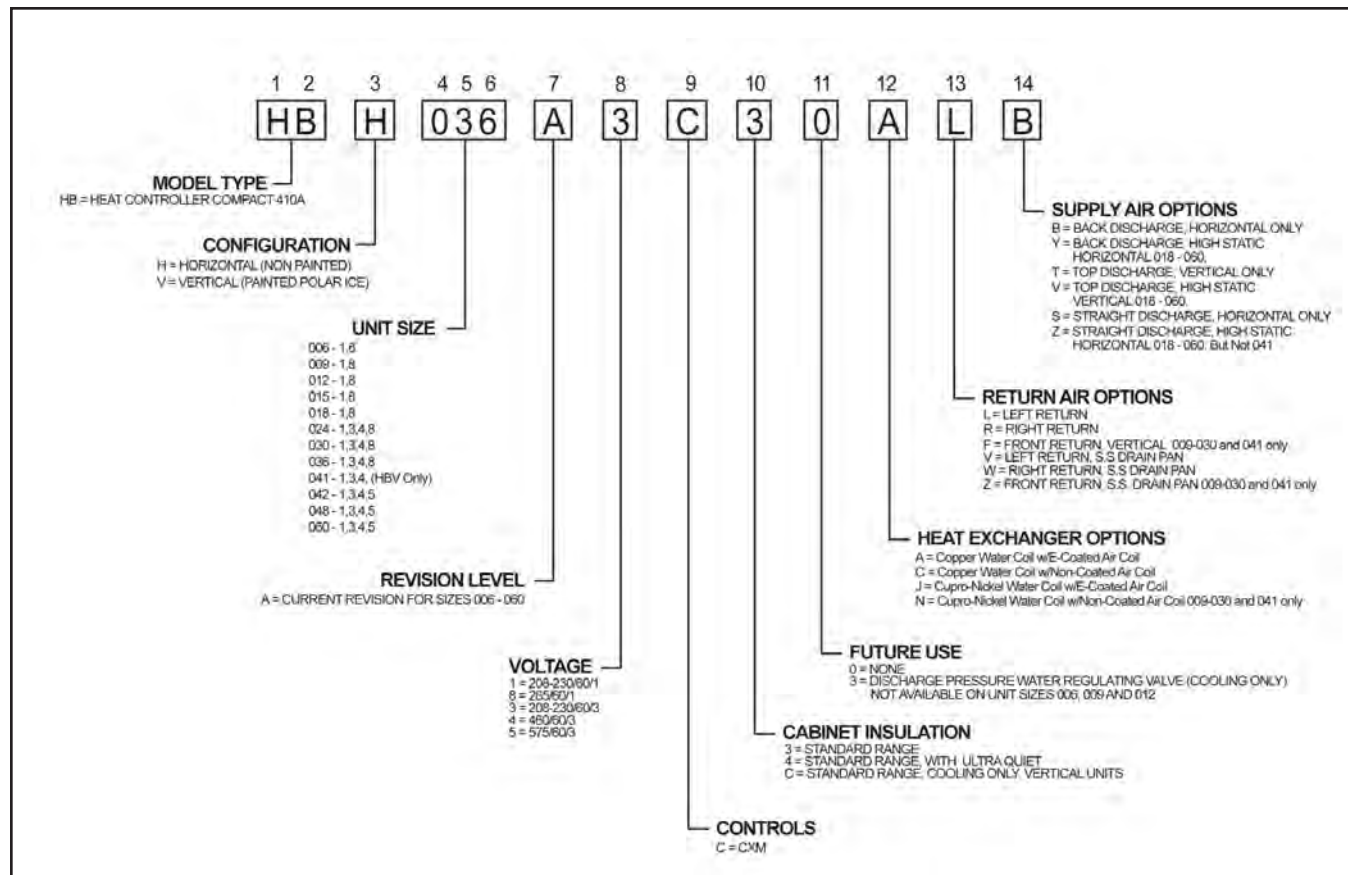 1 2 3 4 5 6 7 8 9 10 11 12 13 14
HB H 036 A 3 C 3 0 A L B
MODEL TYPE
HB = HEAT CONTROLLER COMPACT 410A
CONFIGURATION
H = HORIZONTAL (NON PAINTED)
V = VERTICAL (PAINTED POLAR ICE)
UNIT SIZE
006 - 1,8
009 - 1,8
012 - 1,8
015 - 1,8
018 - 1,8
024 - 1,3,4,8
030 - 1,3,4,8
036 - 1,3,4,8
041 - 1,3,4, (HBV Only)
042 - 1,3,4,5
048 - 1,3,4,5
060 - 1,3,4,5
REVISION LEVEL
A = CURRENT REVISION FOR SIZES 006 - 060
VOLTAGE
1 = 208-230/60/1
8 = 265/60/1
3 = 208-230/60/3
4 = 460/60/3
5 = 575/60/3
CONTROLS
C = CXM
CABINET INSULATION
3 = STANDARD RANGE
4 = STANDARD RANGE, WITH ULTRA QUIET
C = STANDARD RANGE, COOLING ONLY, VERTICAL UNITS
FUTURE USE
0 = NONE
3 = DISCHARGE PRESSURE WATER REGULATING VALVE (COOLING ONLY)
NOT AVAILABLE ON UNIT SIZES 006, 009 AND 012
HEAT EXCHANGER OPTIONS
A = Copper Water Coil w/E-Coated Air Coil
C = Copper Water Coil w/Non-Coated Air Coil
J = Cupro-Nickel Water Coil w/E-Coated Air Coil
N = Cupro-Nickel Water Coil w/Non-Coated Air Coil 009-030 and 041 only
RETURN AIR OPTIONS
L = LEFT RETURN
R = RIGHT RETURN
F = FRONT RETURN, VERTICAL 009-030 and 041 only
V = LEFT RETURN, S.S DRAIN PAN
W = RIGHT RETURN, S.S DRAIN PAN
Z = FRONT RETURN, S.S. DRAIN PAN 009-030 and 041 only
SUPPLY AIR OPTIONS
B = BACK DISCHARGE, HORIZONTAL ONLY
Y = BACK DISCHARGE, HIGH STATIC
HORIZONTAL 018 - 060,
T = TOP DISCHARGE, VERTICAL ONLY
V = TOP DISCHARGE, HIGH STATIC
VERTICAL 018 - 060.
S = STRAIGHT DISCHARGE, HORIZONTAL ONLY
Z = STRAIGHT DISCHARGE, HIGH STATIC
HORIZONTAL 018 - 060. But Not 041